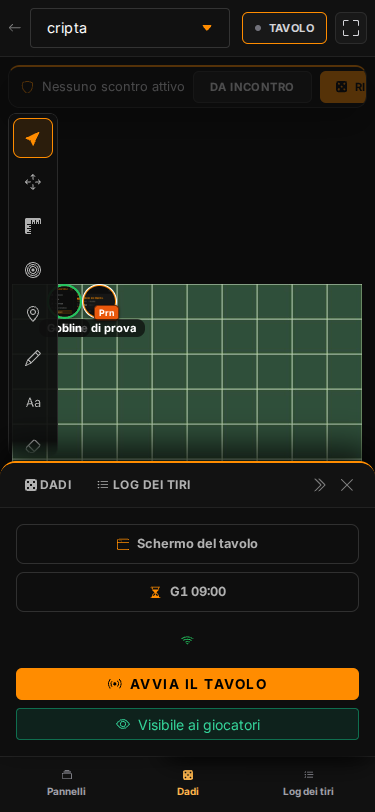 cripta
TAVOLO
Nessuno scontro attivo
DA INCONTRO
RI
Prn
Goblin
di prova
Aa
DADI
LOG DEI TIRI
Schermo del tavolo
G1 09:00
AVVIA IL TAVOLO
Visibile ai giocatori
Pannelli
Dadi
Log dei tiri